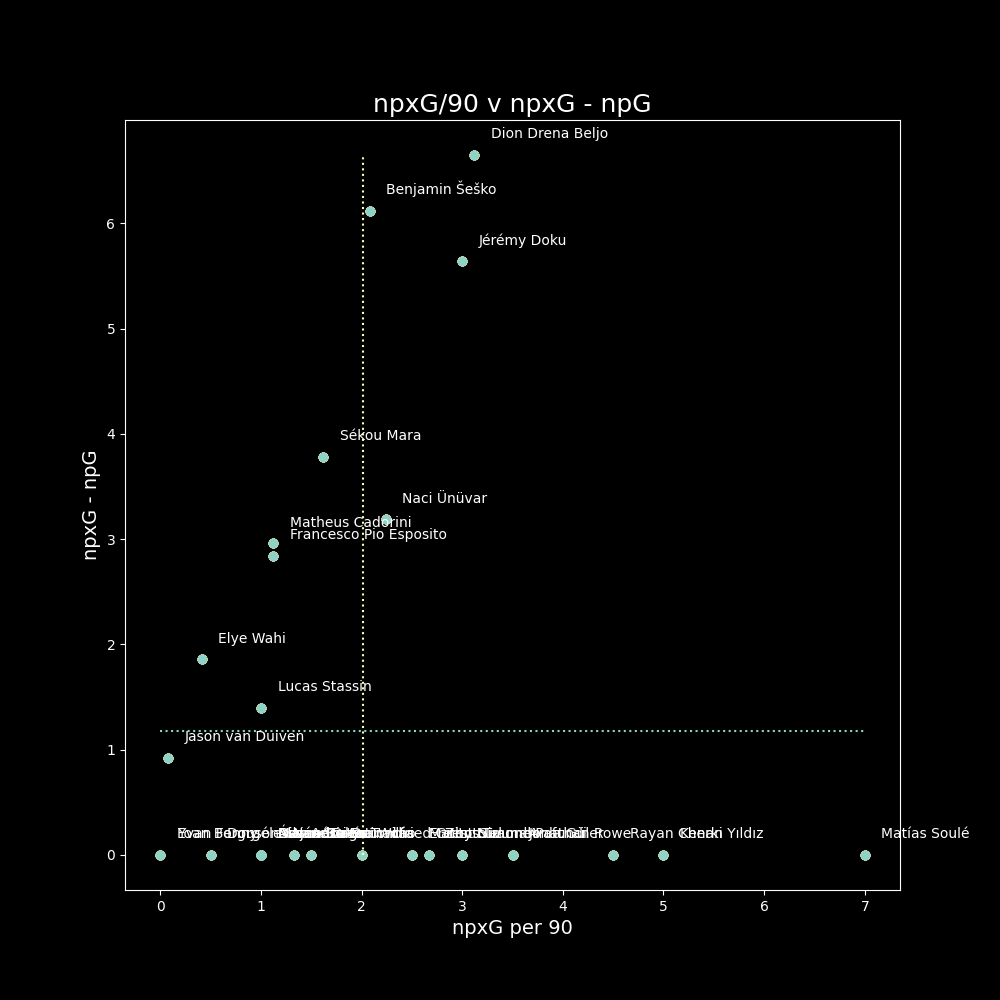 npxG/90 v npxG - npG
Dion Drena Beljo
Benjamin Šeško
Jérémy Doku
Sékou Mara
Naci Ünüvar
Matheus Cadorini
Francesco Pio Esposito
Elye Wahi
Lucas Stassin
Jason van Duiven
Rowe
Rayan Cherki
Kenan Yıldız
Matías Soulé
6
5
4
3
2
1
0
npxG - npG
0 1 2 3 4 5 6 7
npxG per 90